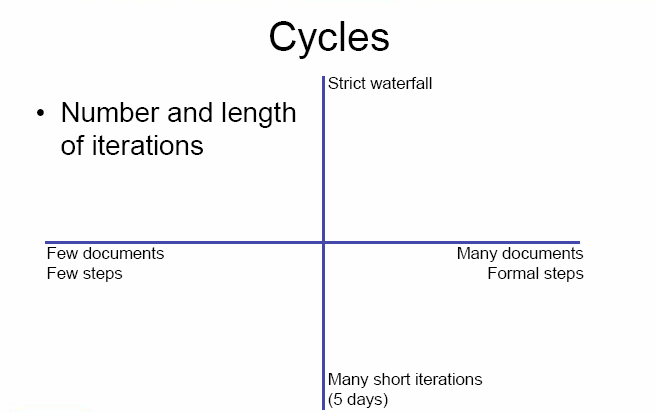 Cycles
Strict waterfall
• Number and length
of iterations
Few documents
Few steps
Many documents
Formal steps
Many short iterations
(5 days)